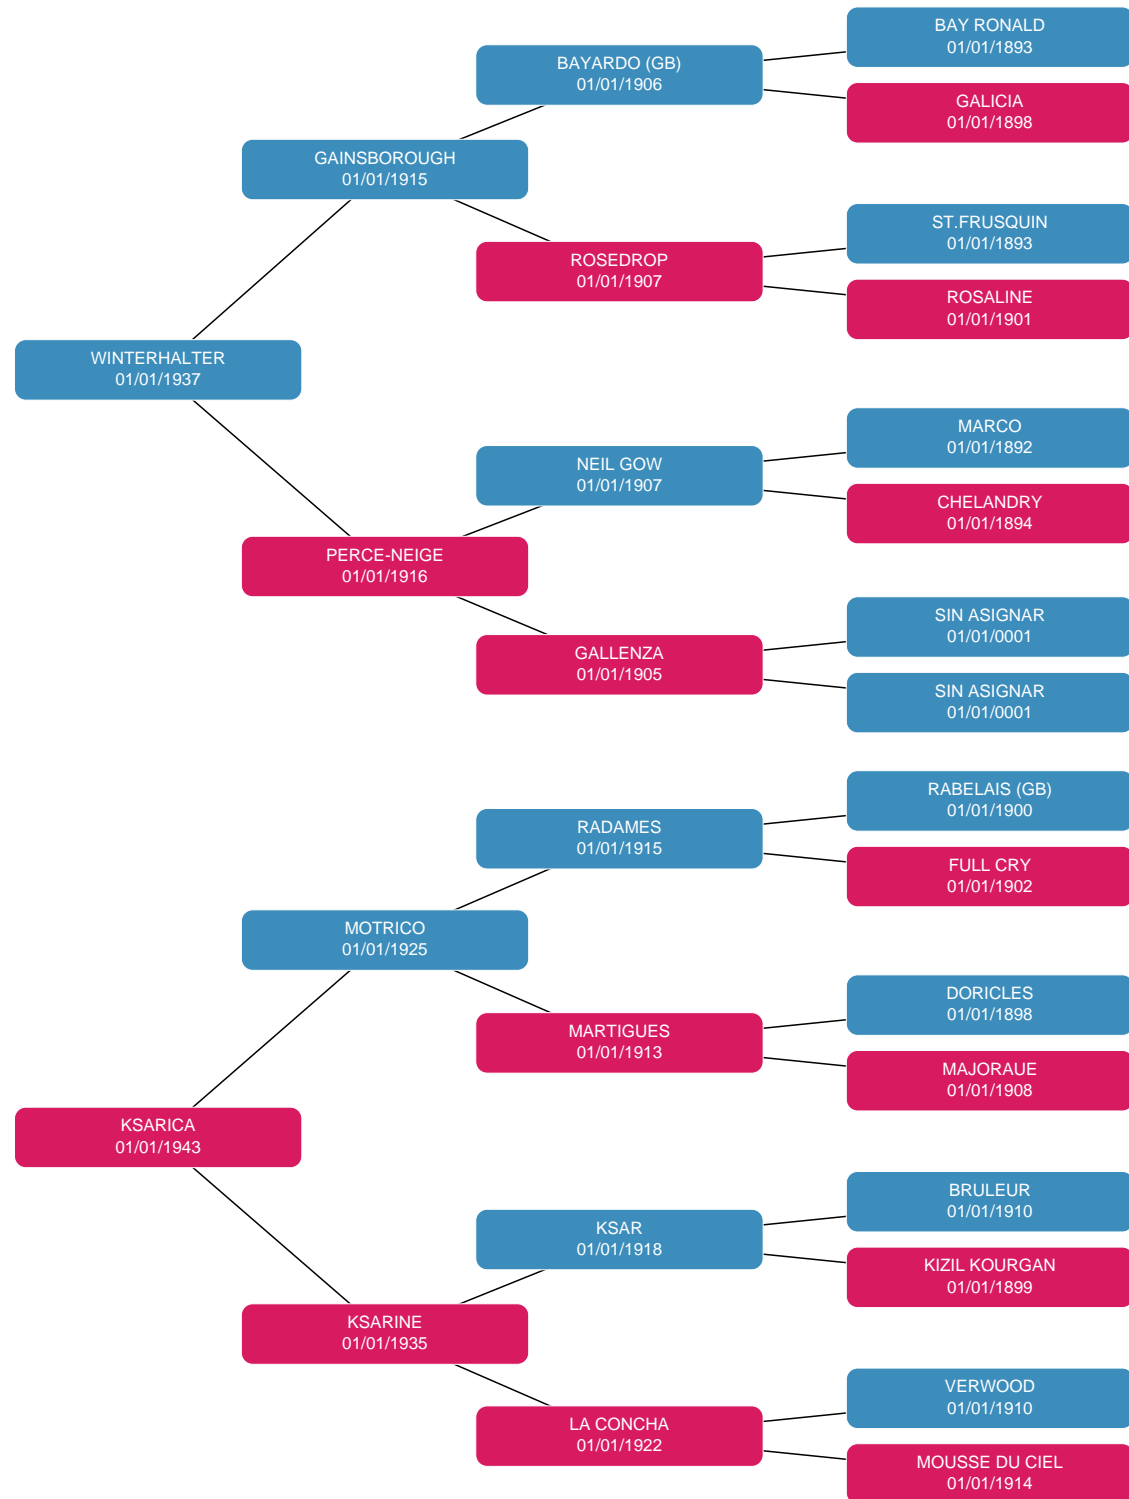 BAY RONALD
01/01/1893
BAYARDO (GB)
01/01/1906
GALICIA
01/01/1898
GAINSBOROUGH
01/01/1915
ST.FRUSQUIN
01/01/1893
ROSEDROP
01/01/1907
ROSALINE
01/01/1901
WINTERHALTER
01/01/1937
MARCO
01/01/1892
NEIL GOW
01/01/1907
CHELANDRY
01/01/1894
PERCE-NEIGE
01/01/1916
SIN ASIGNAR
01/01/0001
GALLENZA
01/01/1905
SIN ASIGNAR
01/01/0001
RABELAIS (GB)
01/01/1900
RADAMES
01/01/1915
FULL CRY
01/01/1902
MOTRICO
01/01/1925
DORICLES
01/01/1898
MARTIGUES
01/01/1913
MAJORAUE
01/01/1908
KSARICA
01/01/1943
BRULEUR
01/01/1910
KSAR
01/01/1918
KIZIL KOURGAN
01/01/1899
KSARINE
01/01/1935
VERWOOD
01/01/1910
LA CONCHA
01/01/1922
MOUSSE DU CIEL
01/01/1914